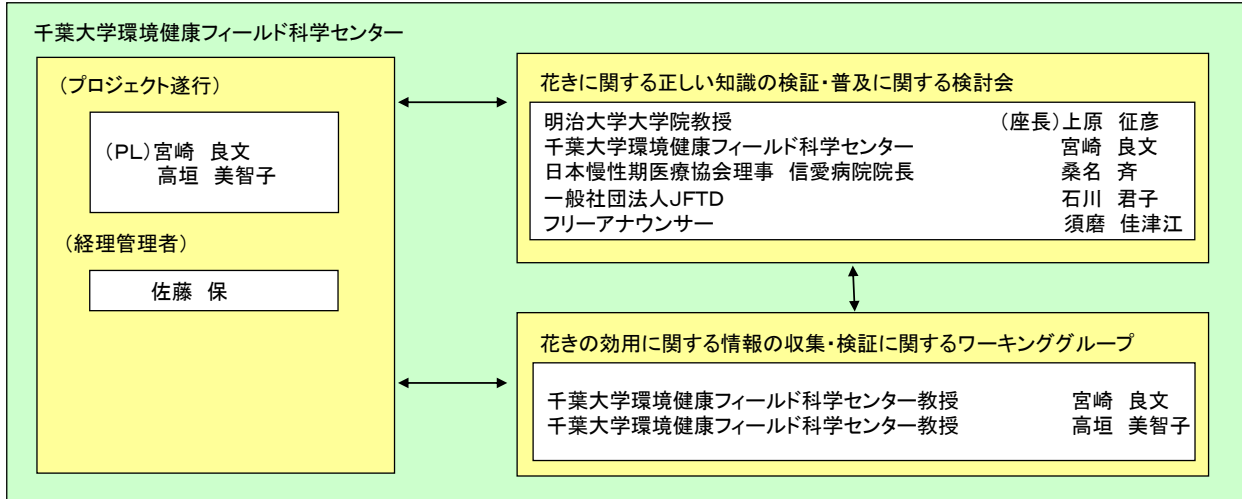 千葉大学環境健康フィールド科学センター
(プロジェクト遂行)
(PL)宮崎 良文
高垣 美智子
(経理管理者)
佐藤 保
花きに関する正しい知識の検証・普及に関する検討会
明治大学大学院教授 (座長)上原 征彦
千葉大学環境健康フィールド科学センター 宮崎 良文
日本慢性期医療協会理事 信愛病院院長 桑名 斉
一般社団法人JFTD 石川 君子
フリーアナウンサー 須磨 佳津江
花きの効用に関する情報の収集・検証に関するワーキンググループ
千葉大学環境健康フィールド科学センター教授 宮崎 良文
千葉大学環境健康フィールド科学センター教授 高垣 美智子